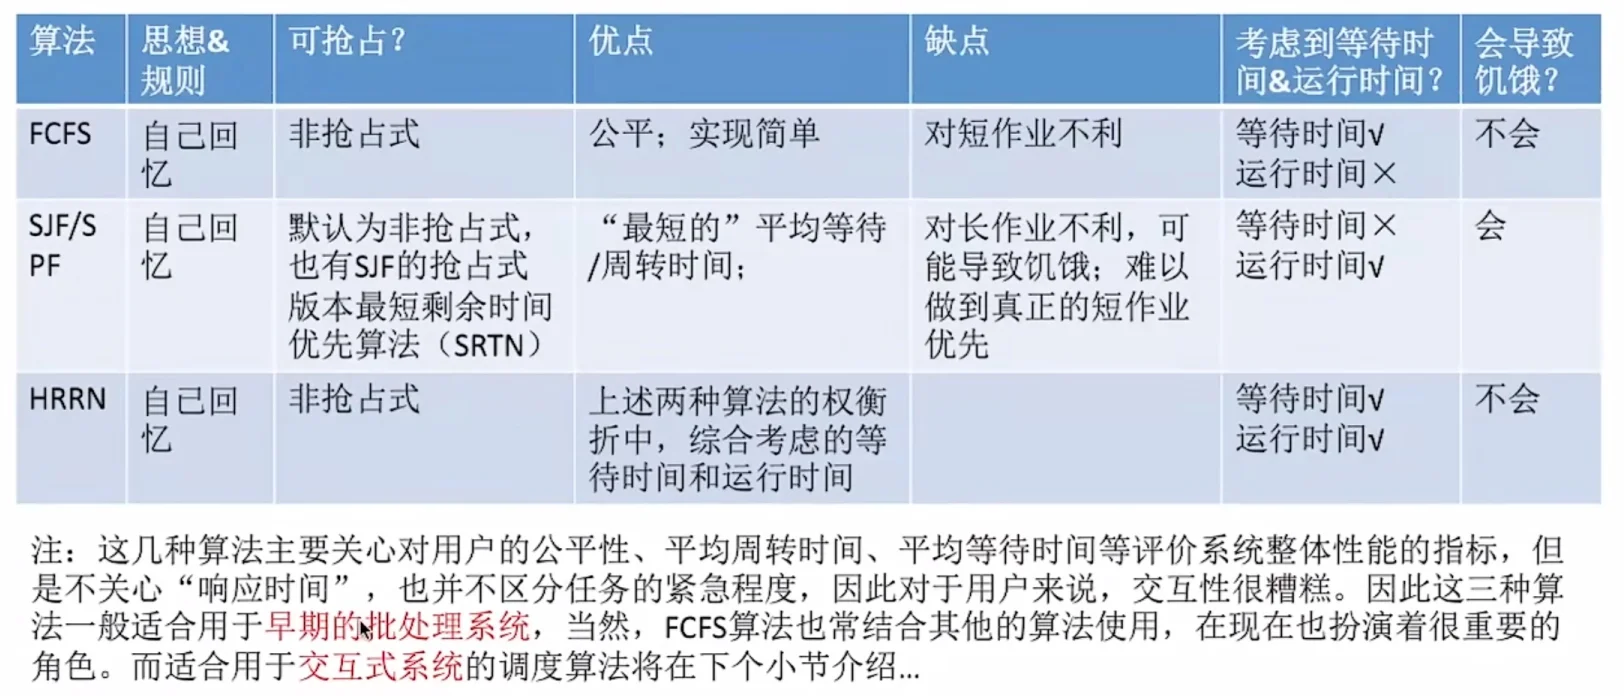 算法 思想& 可抢占？ 优点 缺点 考虑到等待时 会导致
规则 间&运行时间？ 饥饿？
FCFS 自己回 非抢占式 公平；实现简单 对短作业不利 等待时间√ 不会
忆 运行时间×
SJF/S 自己回 默认为非抢占式， “最短的”平均等待 对长作业不利，可 等待时间× 会
PF 忆 也有SJF的抢占式 /周转时间； 能导致饥饿；难以 运行时间√
版本最短剩余时间 做到真正的短作业
优先算法（SRTN） 优先
HRRN 自己回 非抢占式 上述两种算法的权衡 等待时间√ 不会
忆 折中，综合考虑的等 运行时间√
待时间和运行时间
注：这几种算法主要关心对用户的公平性、平均周转时间、平均等待时间等评价系统整体性能的指标，但
是不关心“响应时间”，也并不区分任务的紧急程度，因此对于用户来说，交互性很糟糕。因此这三种算
法一般适合用于早期的批处理系统，当然，FCFS算法也常结合其他的算法使用，在现在也扮演着很重要的
角色。而适合用于交互式系统的调度算法将在下个小节介绍...